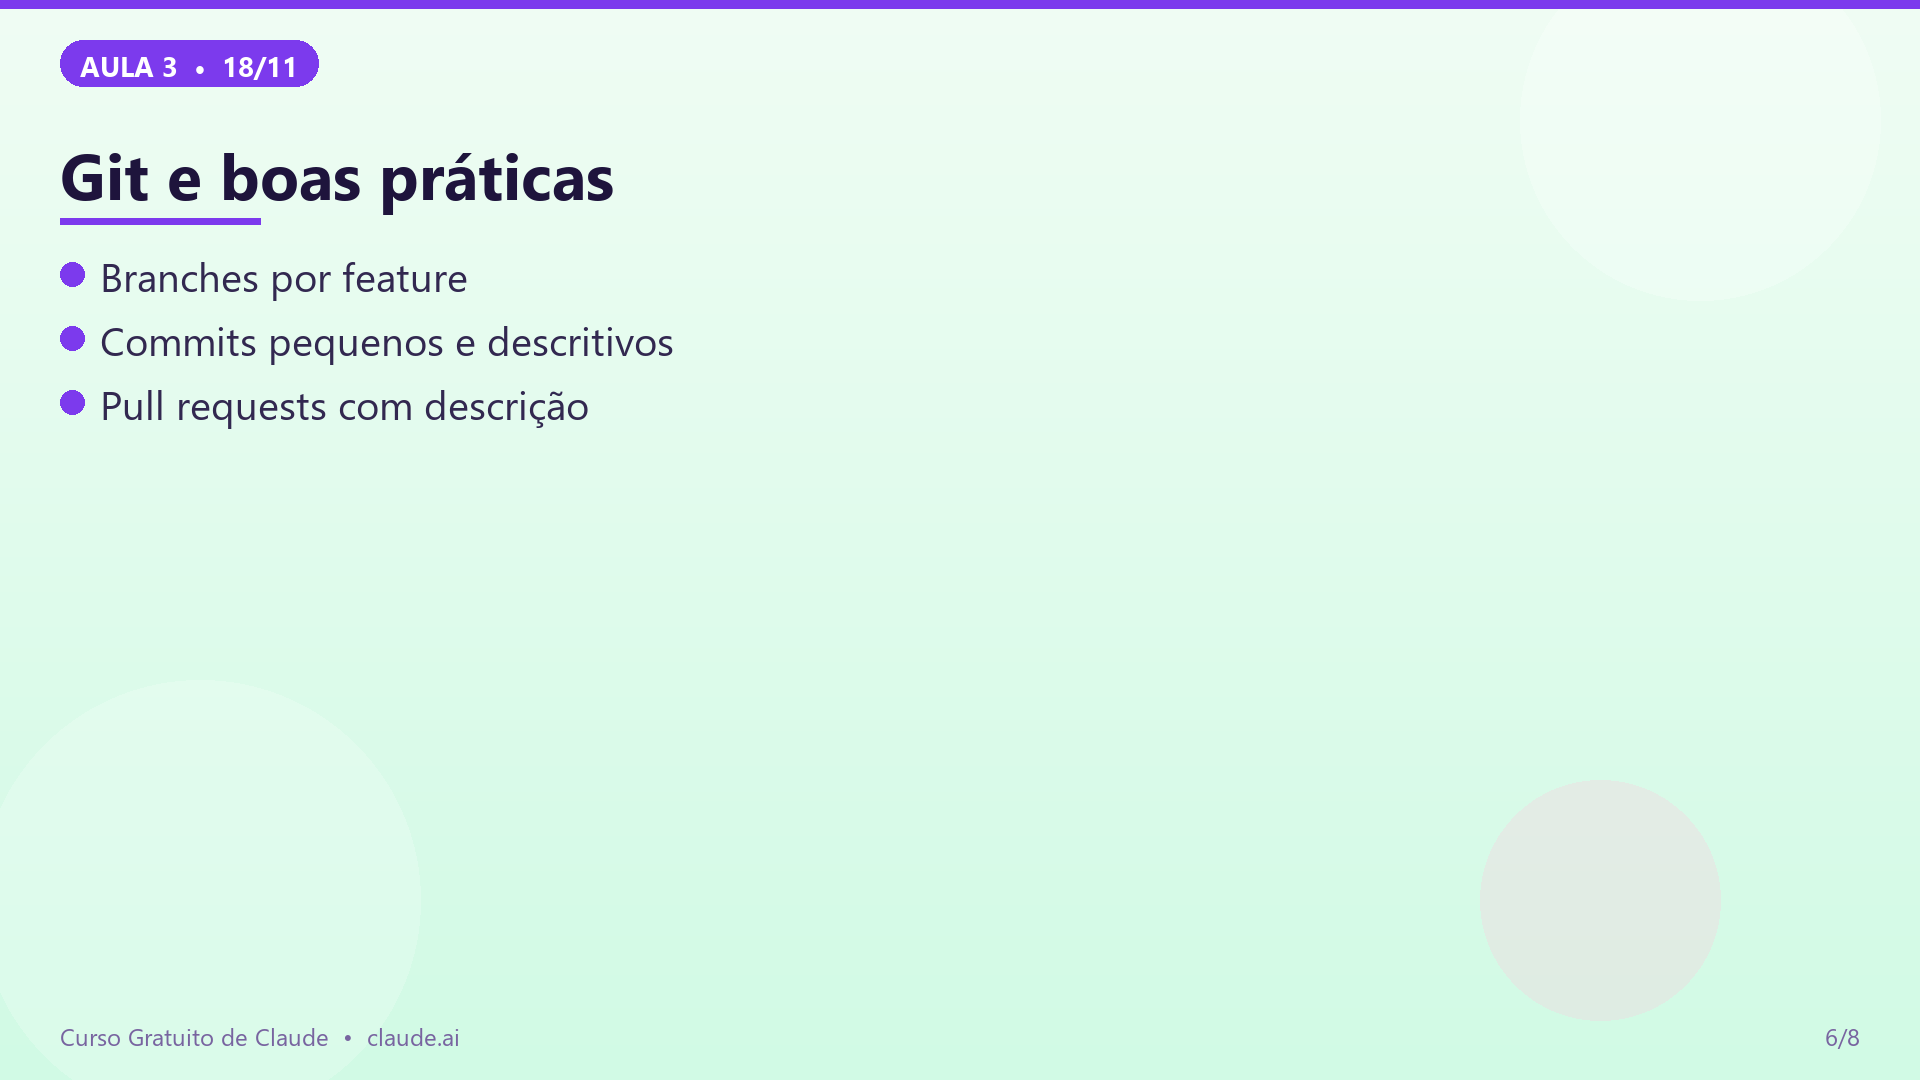 AULA 3 • 18/11
Git e boas práticas
Branches por feature
Commits pequenos e descritivos
Pull requests com descrição
Curso Gratuito de Claude • claude.ai
6/8